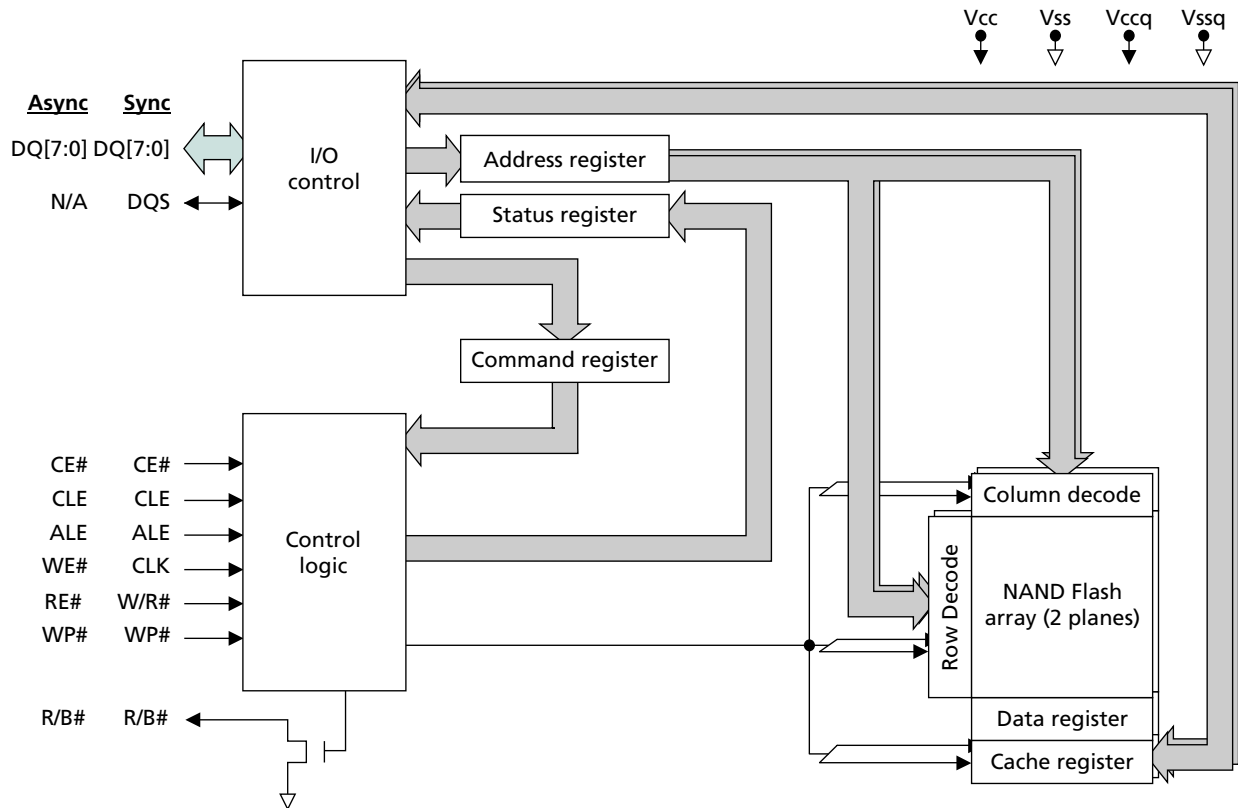 Vcc Vss Vccq Vssq
Async Sync
DQ[7:0] DQ[7:0]
N/A DQS
I/O
control
Address register
Status register
Command register
CE# CE#
CLE CLE
ALE ALE
WE# CLK
RE# W/R#
WP# WP#
R/B# R/B#
Control
logic
Column decode
Row Decode
NAND Flash
array (2 planes)
Data register
Cache register